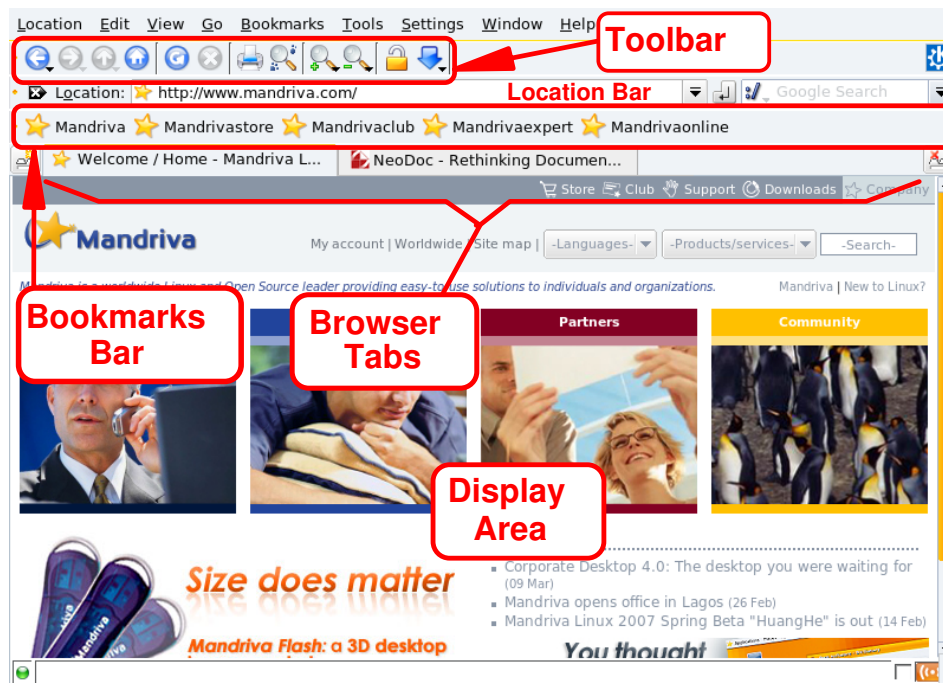 Location Edit View Go Bookmarks Tools Settings Window Help
Toolbar
Location: http://www.mandriva.com/ Location Bar Google Search
Mandriva Mandrivastore Mandrivaclub Mandrivaexpert Mandrivaonline
Welcome / Home - Mandriva L... NeoDoc - Rethinking Documen...
Store Club Support Downloads Company
Mandriva
My account | Worldwide Site map | -Languages- -Products/services- -Search-
Mandriva is a worldwide Linux and Open Source leader providing easy-to-use solutions to individuals and organizations. Mandriva | New to Linux?
Bookmarks
Bar
Browser
Tabs
Partners Community
Display
Area
Size does matter
Corporate Desktop 4.0: The desktop you were waiting for
(09 Mar)
Mandriva opens office in Lagos (26 Feb)
Mandriva Linux 2007 Spring Beta "HuangHe" is out (14 Feb)
Mandriva
Mandriva Flash: a 3D desktop
You thought